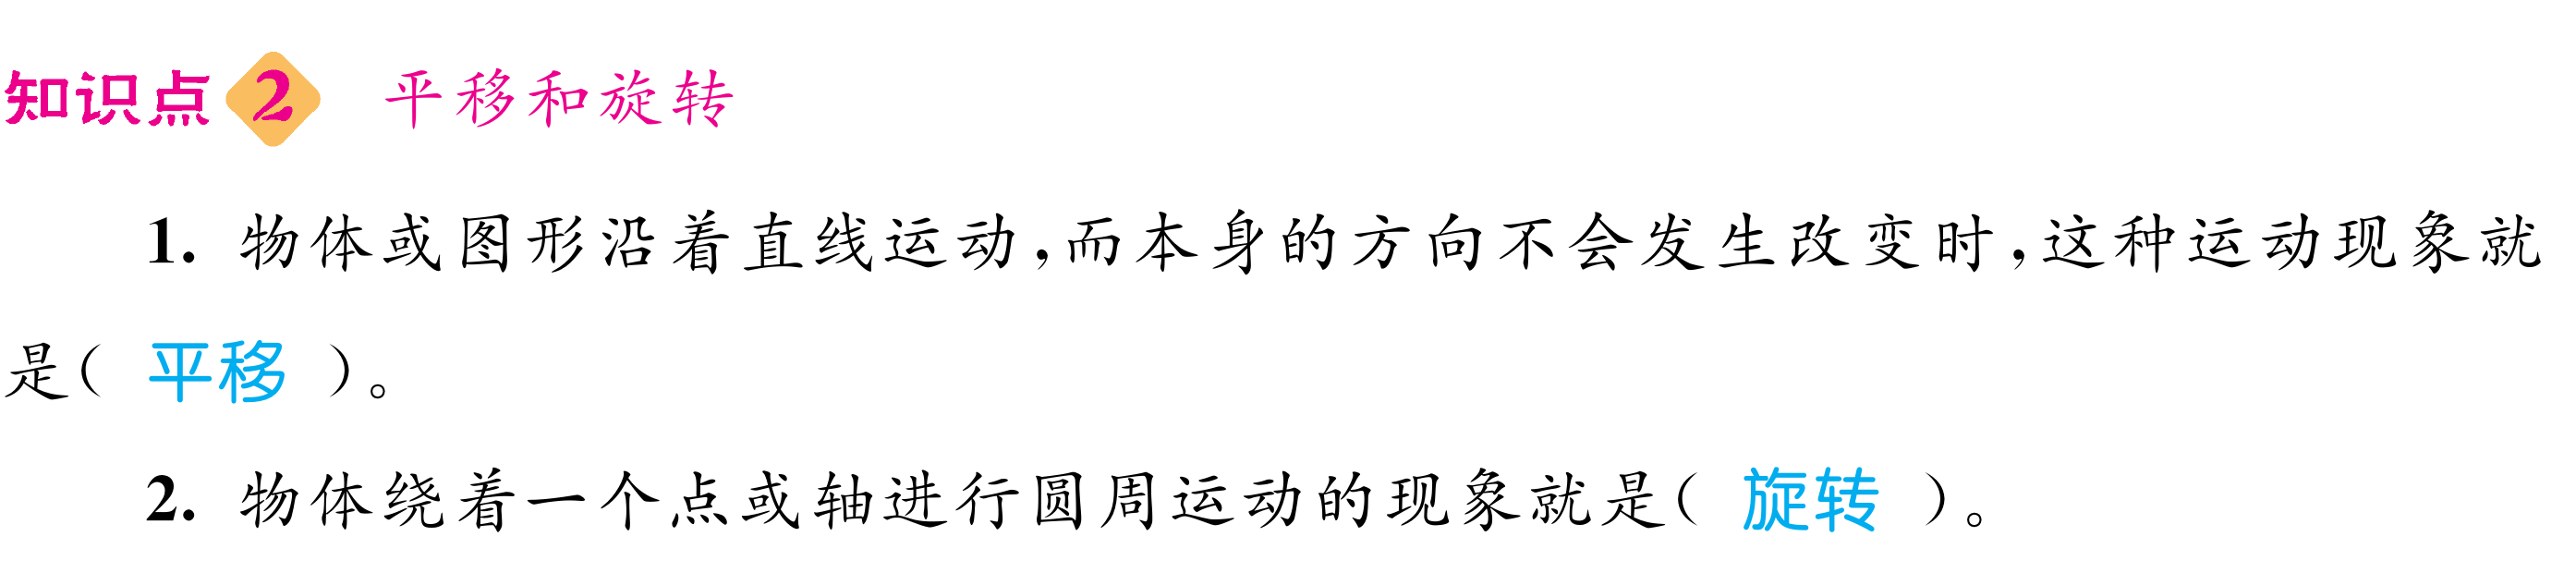 知识点2 平移和旋转
1. 物体或图形沿着直线运动,而本身的方向不会发生改变时,这种运动现象就
是( 平移 )。
2. 物体绕着一个点或轴进行圆周运动的现象就是( 旋转 )。